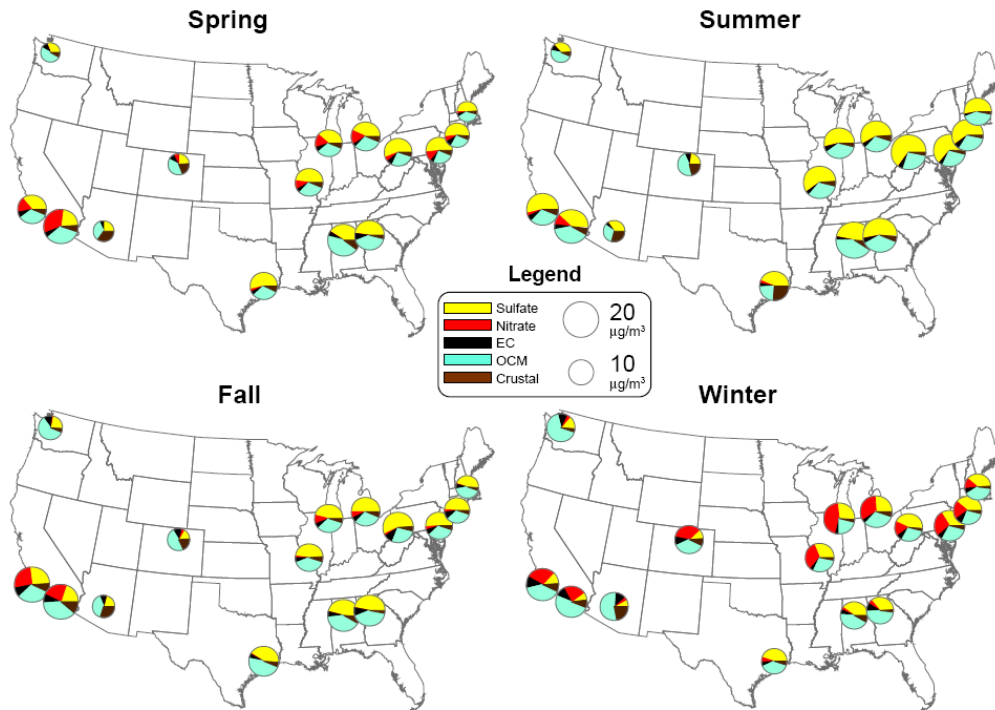 Spring
Summer
Legend
Sulfate
Nitrate
EC
OCM
Crustal
20
µg/m³
10
µg/m³
Fall
Winter